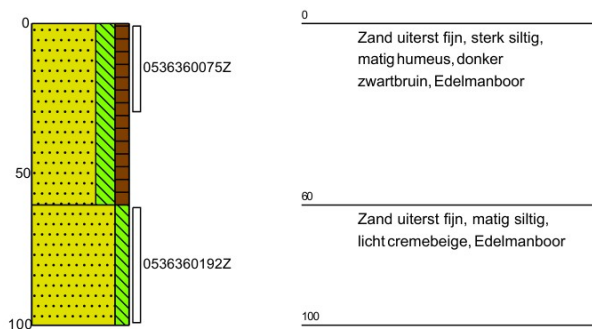 0
50
100
0536360075Z
0536360192Z
0
Zand uiterst fijn, sterk siltig,
matig humeus, donker
zwartbruin, Edelmanboor
60
Zand uiterst fijn, matig siltig,
licht cremebeige, Edelmanboor
100